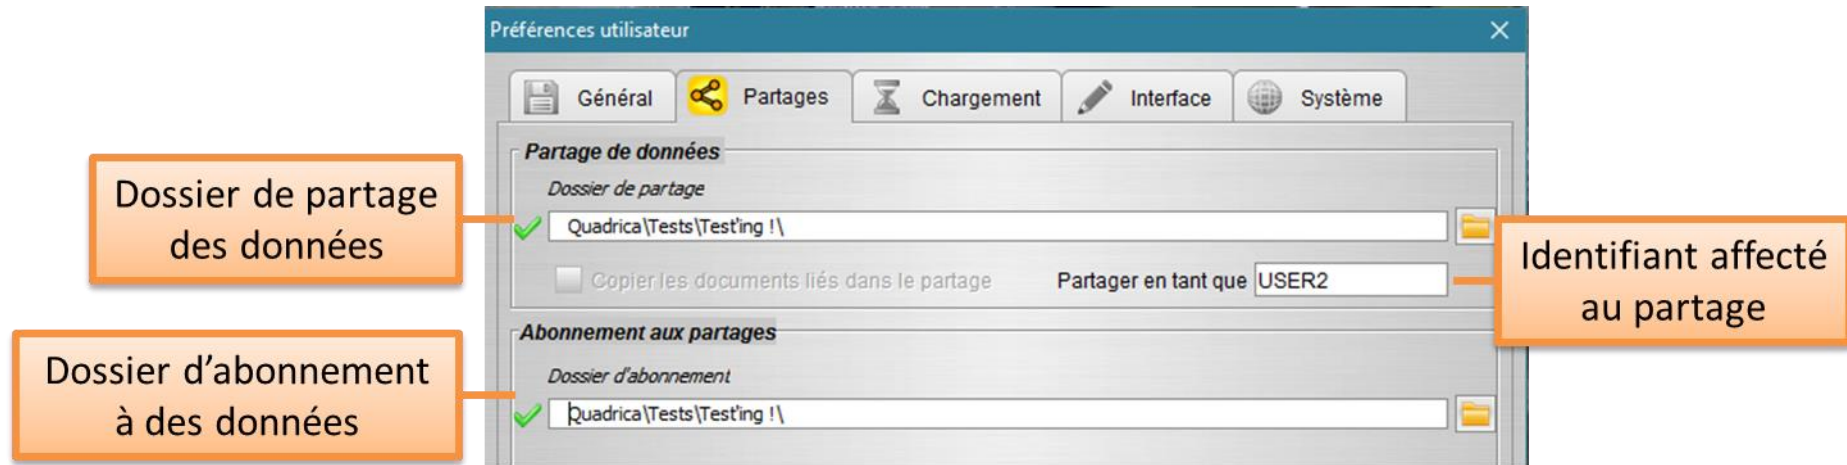 Préférences utilisateur
Général
Partages
Chargement
Interface
Système
Partage de données
Dossier de partage
Quadrica\Tests\Test'ing !\
Copier les documents liés dans le partage
Partager en tant que USER2
Abonnement aux partages
Dossier d'abonnement
Quadrica\Tests\Test'ing !\
Dossier de partage
des données
Dossier d’abonnement
à des données
Identifiant affecté
au partage